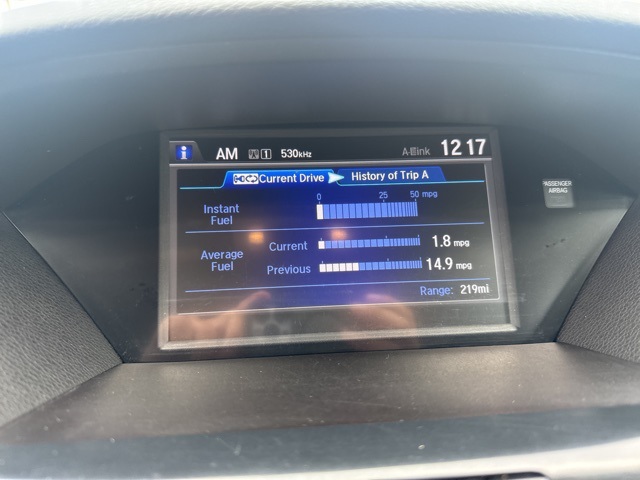 i AM 1 530kHz A-link 12 17
Current Drive History of Trip A
0 25 50 mpg
Instant Fuel
Average Fuel
Current 1.8 mpg
Previous 14.9 mpg
Range: 219mi
PASSENGER
AIRBAG